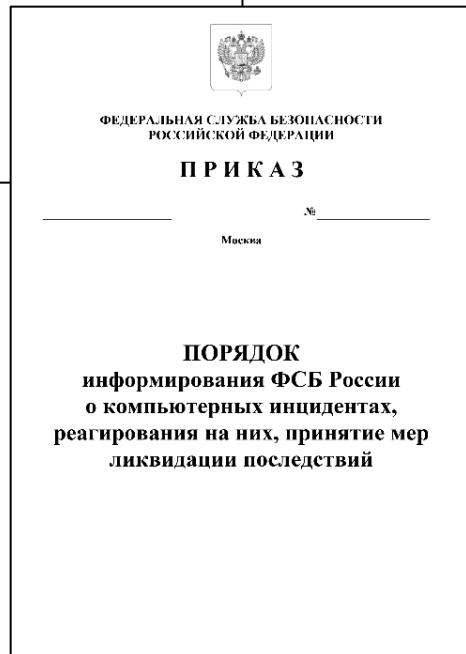 ФЕДЕРАЛЬНАЯ СЛУЖБА БЕЗОПАСНОСТИ
РОССИЙСКОЙ ФЕДЕРАЦИИ
ПРИКАЗ
№
Москва
ПОРЯДОК
информирования ФСБ России
о компьютерных инцидентах,
реагирования на них, принятие мер
ликвидации последствий